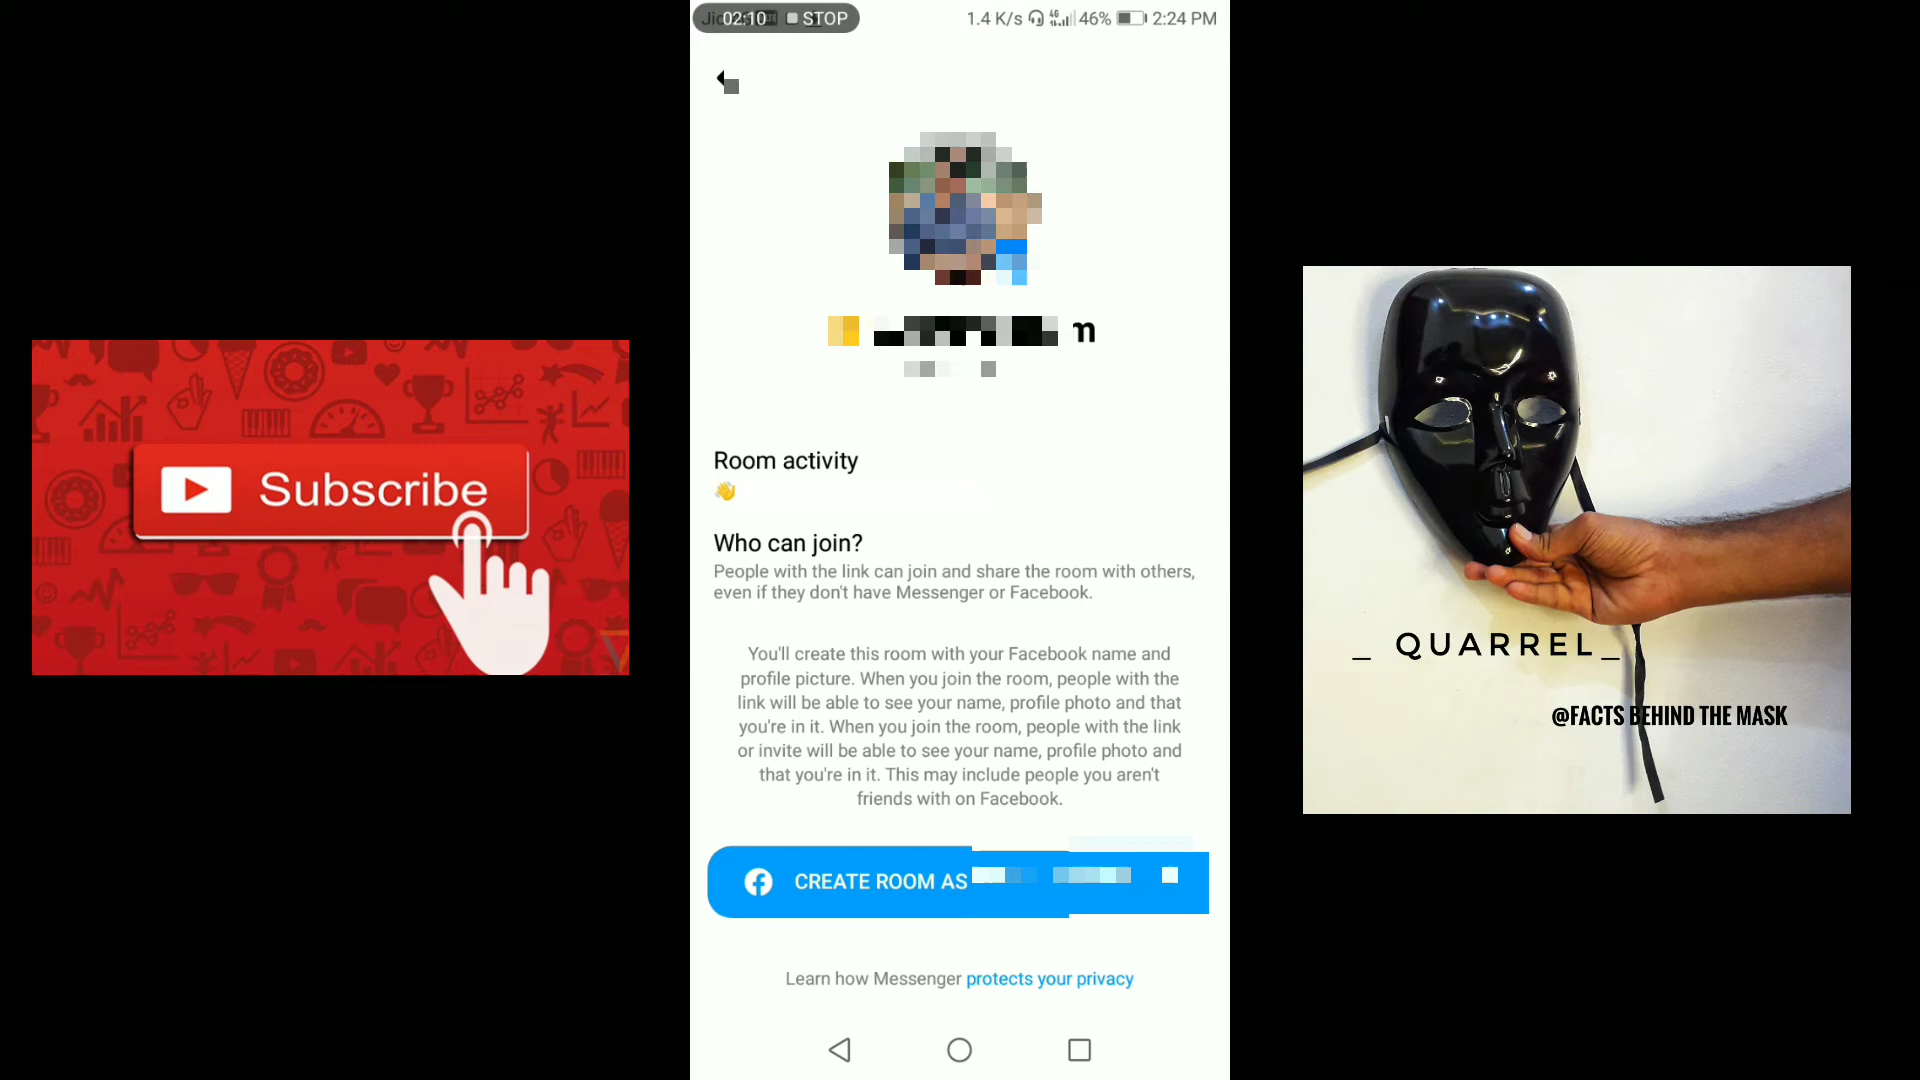 02:10 STOP
1.4 K/s 4G 46% 2:24 PM
m
Room activity
👋
Who can join?
People with the link can join and share the room with others,
even if they don't have Messenger or Facebook.
You'll create this room with your Facebook name and
profile picture. When you join the room, people with the
link will be able to see your name, profile photo and that
you're in it. When you join the room, people with the link
or invite will be able to see your name, profile photo and
that you're in it. This may include people you aren't
friends with on Facebook.
CREATE ROOM AS
Learn how Messenger protects your privacy
Subscribe
_ QUARREL_
@FACTS BEHIND THE MASK